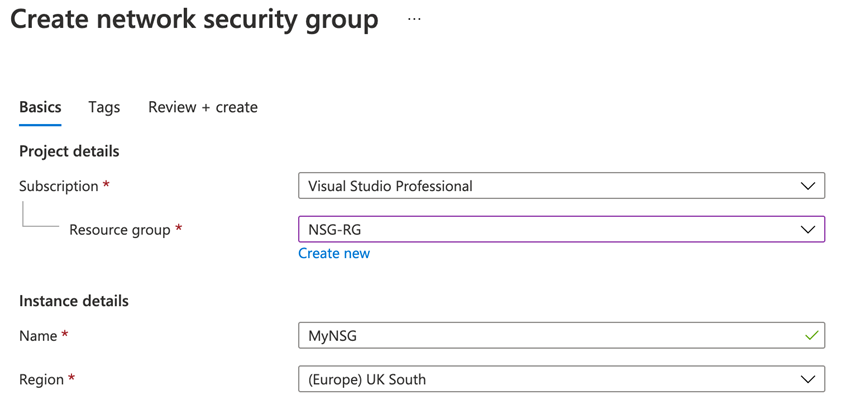 Create network security group ...
Basics Tags Review + create
Project details
Subscription * Visual Studio Professional
Resource group * NSG-RG
Create new
Instance details
Name * MyNSG
Region * (Europe) UK South